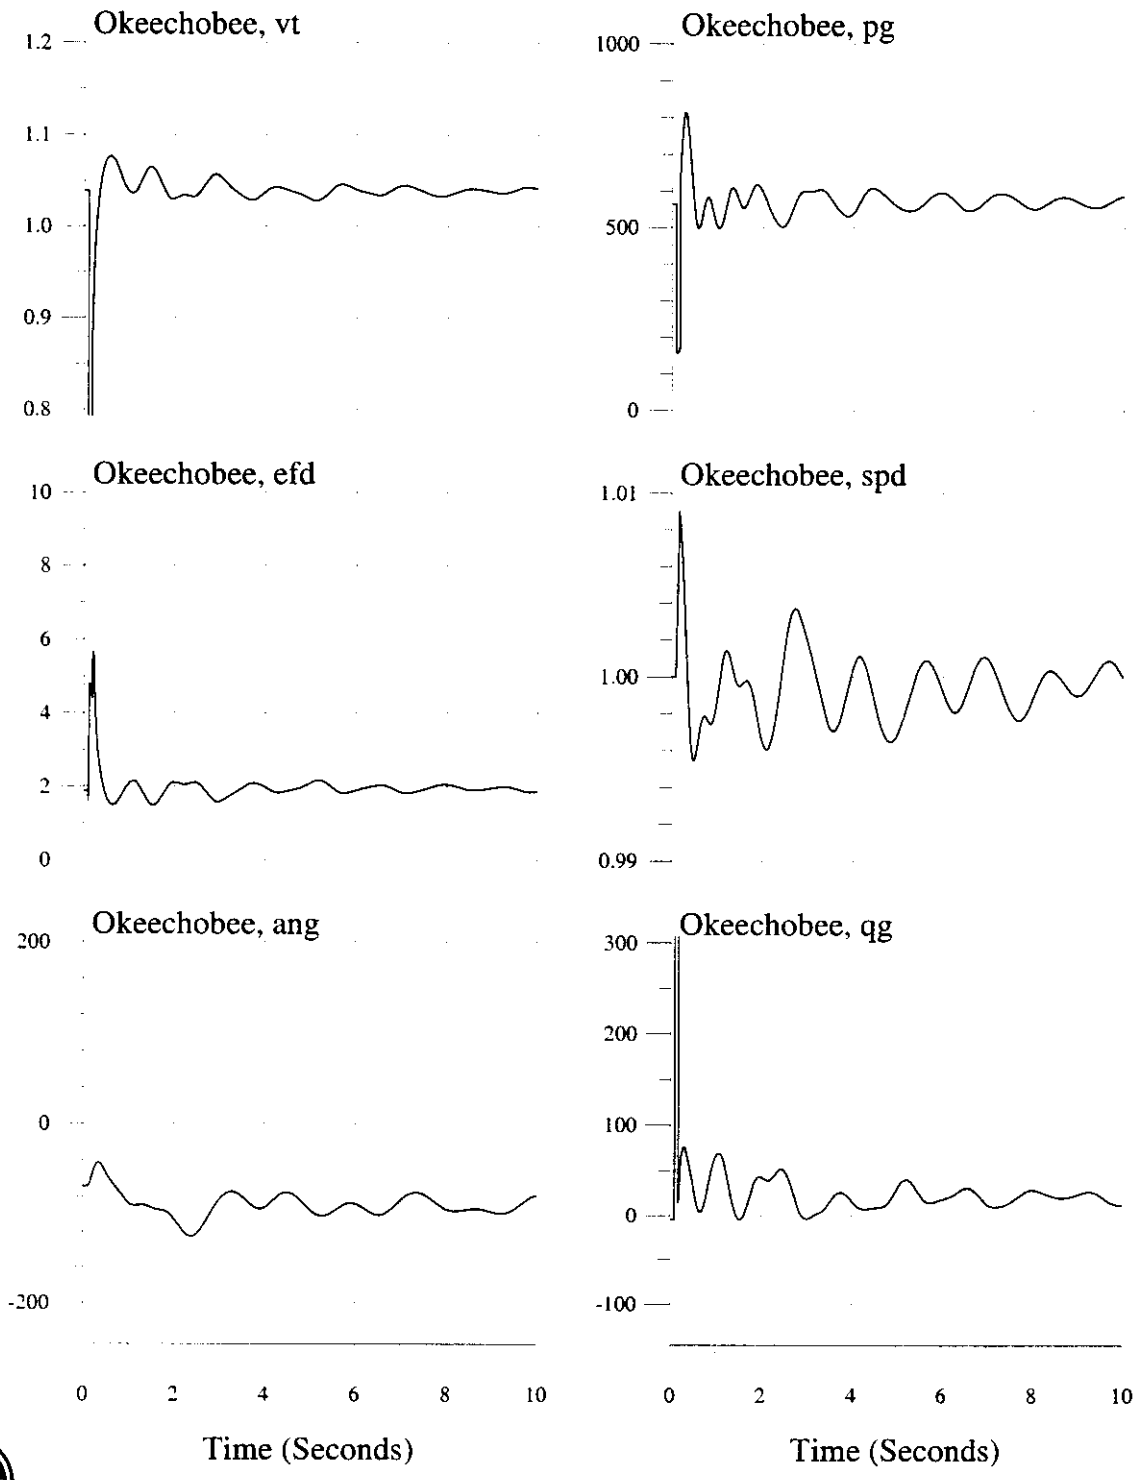 Okeechobee, vt
1.2
1.1
1.0
0.9
0.8
Okeechobee, pg
1000
500
0
Okeechobee, efd
10
8
6
4
2
0
Okeechobee, spd
1.01
1.00
0.99
Okeechobee, ang
200
0
-200
0 2 4 6 8 10
Time (Seconds)
Okeechobee, qg
300
200
100
0
-100
0 2 4 6 8 10
Time (Seconds)